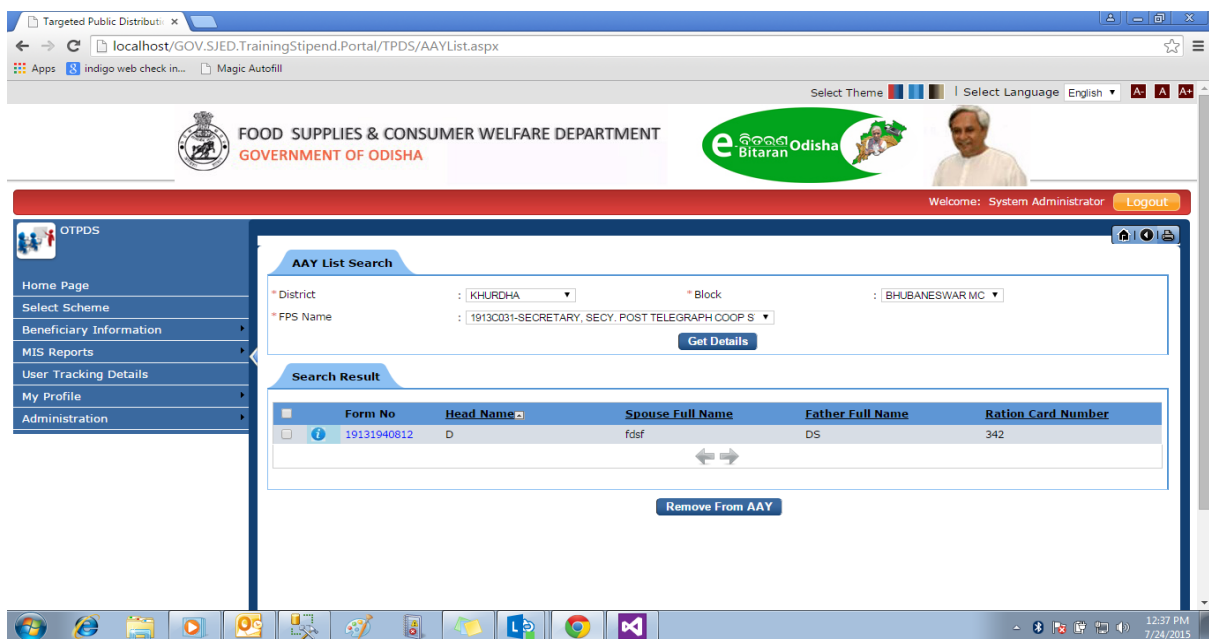 Targeted Public Distributi
localhost/GOV.SJED.TrainingStipend.Portal/TPDS/AAYList.aspx
Apps indigo web check in... Magic Autofill
Select Theme | Select Language English A- A A+
FOOD SUPPLIES & CONSUMER WELFARE DEPARTMENT
GOVERNMENT OF ODISHA
e-ବିତରଣ
Bitaran Odisha
Welcome: System Administrator Logout
OTPDS
Home Page
Select Scheme
Beneficiary Information
MIS Reports
User Tracking Details
My Profile
Administration
AAY List Search
* District : KHURDHA * Block : BHUBANESWAR MC
* FPS Name : 1913C031-SECRETARY, SECY. POST TELEGRAPH COOP S
Get Details
Search Result
Form No Head Name Spouse Full Name Father Full Name Ration Card Number
19131940812 D fdsf DS 342
Remove From AAY
12:37 PM
7/24/2015